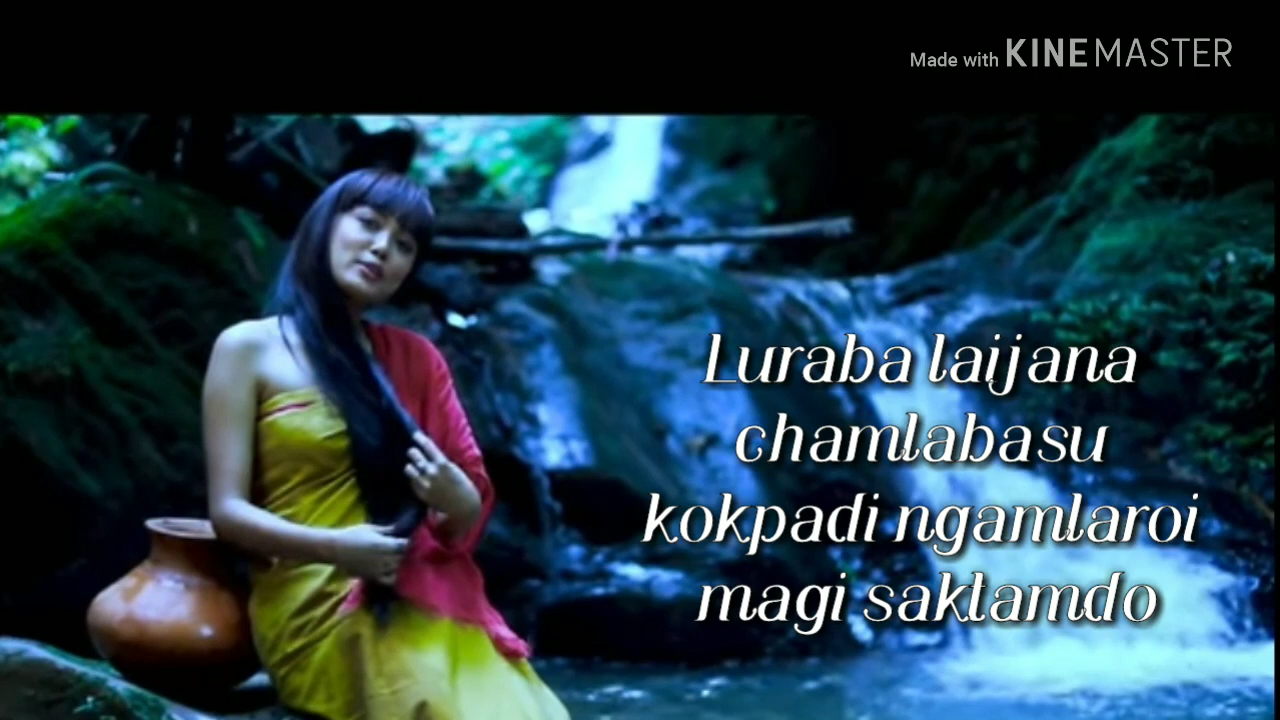 Made with KINEMASTER
Luraba laijana
chamlabasu
kokpadi ngamlaroi
magi saktamdo